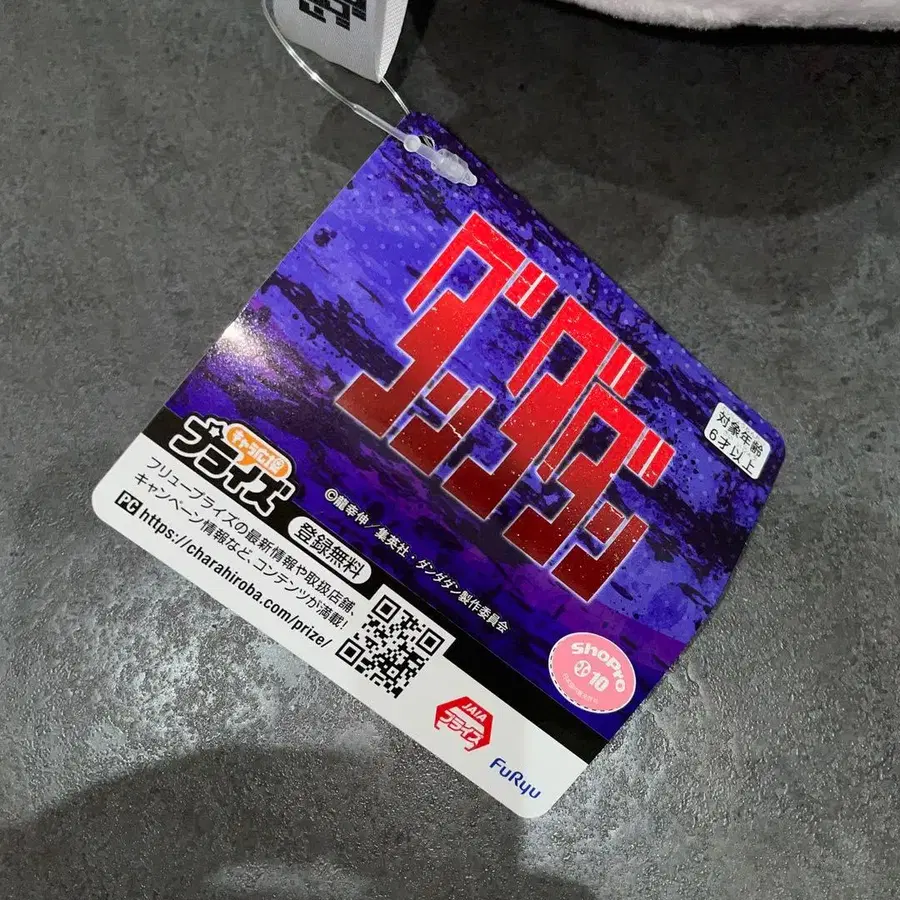 ダンダダン
対象年齢
6才以上
©龍幸伸/集英社・ダンダダン製作委員会
キャラ広場
プライズ
登録無料
フリュープライズの最新情報や取扱店舗、
キャンペーン情報など、コンテンツが満載!
PC https://charahiroba.com/prize/
ShoPro
10
JAIA
プライズ
FuRyu